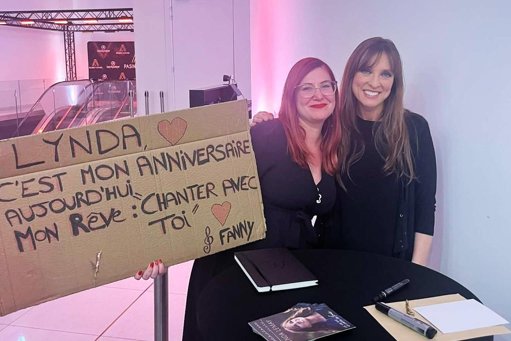 LYNDA,
C'EST MON ANNIVERSAIRE
AUJOURD'HUI,
MON RÊVE : "CHANTER AVEC
TOI"
FANNY